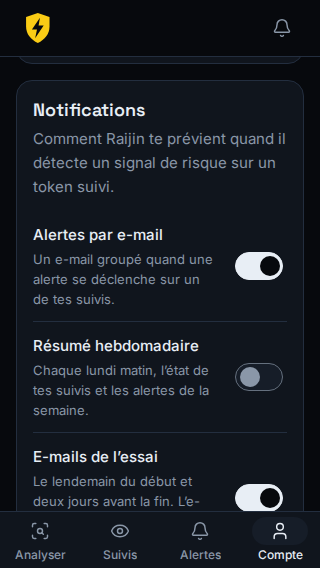 Notifications
Comment Raijin te prévient quand il
détecte un signal de risque sur un
token suivi.
Alertes par e-mail
Un e-mail groupé quand une
alerte se déclenche sur un
de tes suivis.
Résumé hebdomadaire
Chaque lundi matin, l’état de
tes suivis et les alertes de la
semaine.
E-mails de l’essai
Le lendemain du début et
deux jours avant la fin. L’e-
Analyser
Suivis
Alertes
Compte